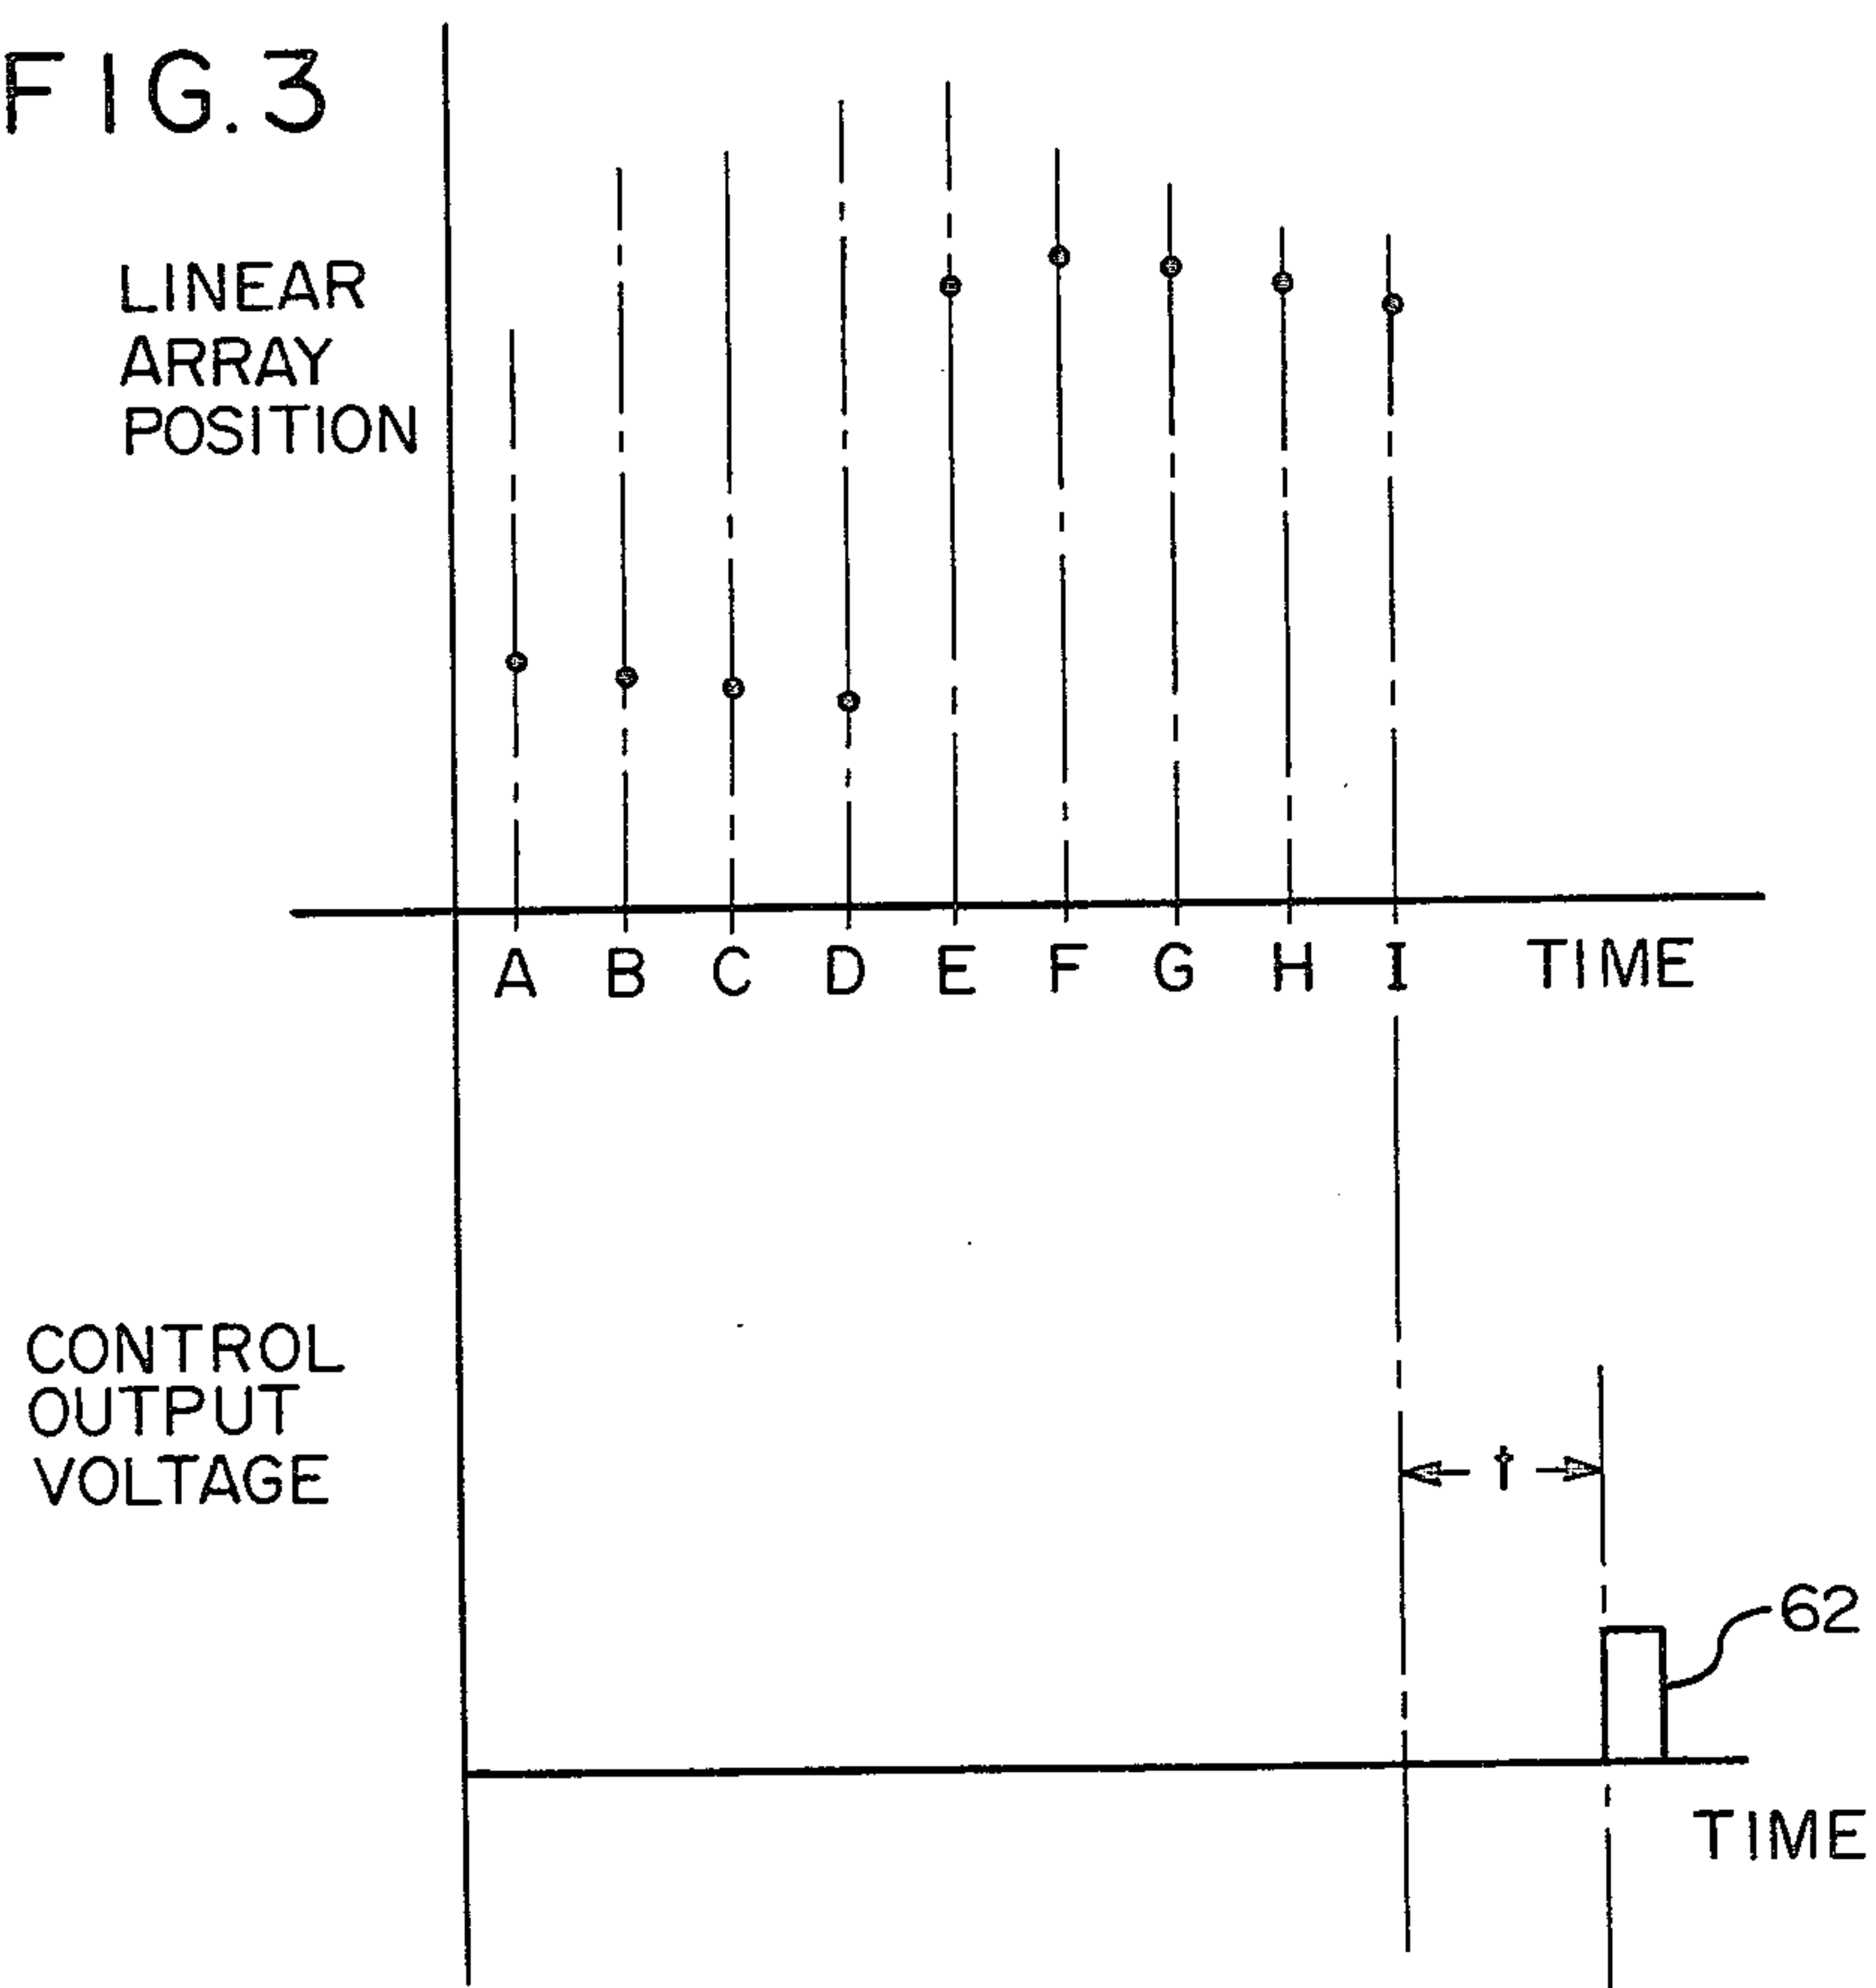 FIG. 3
LINEAR
ARRAY
POSITION
A B C D E F G H I TIME
CONTROL
OUTPUT
VOLTAGE
t
62
TIME